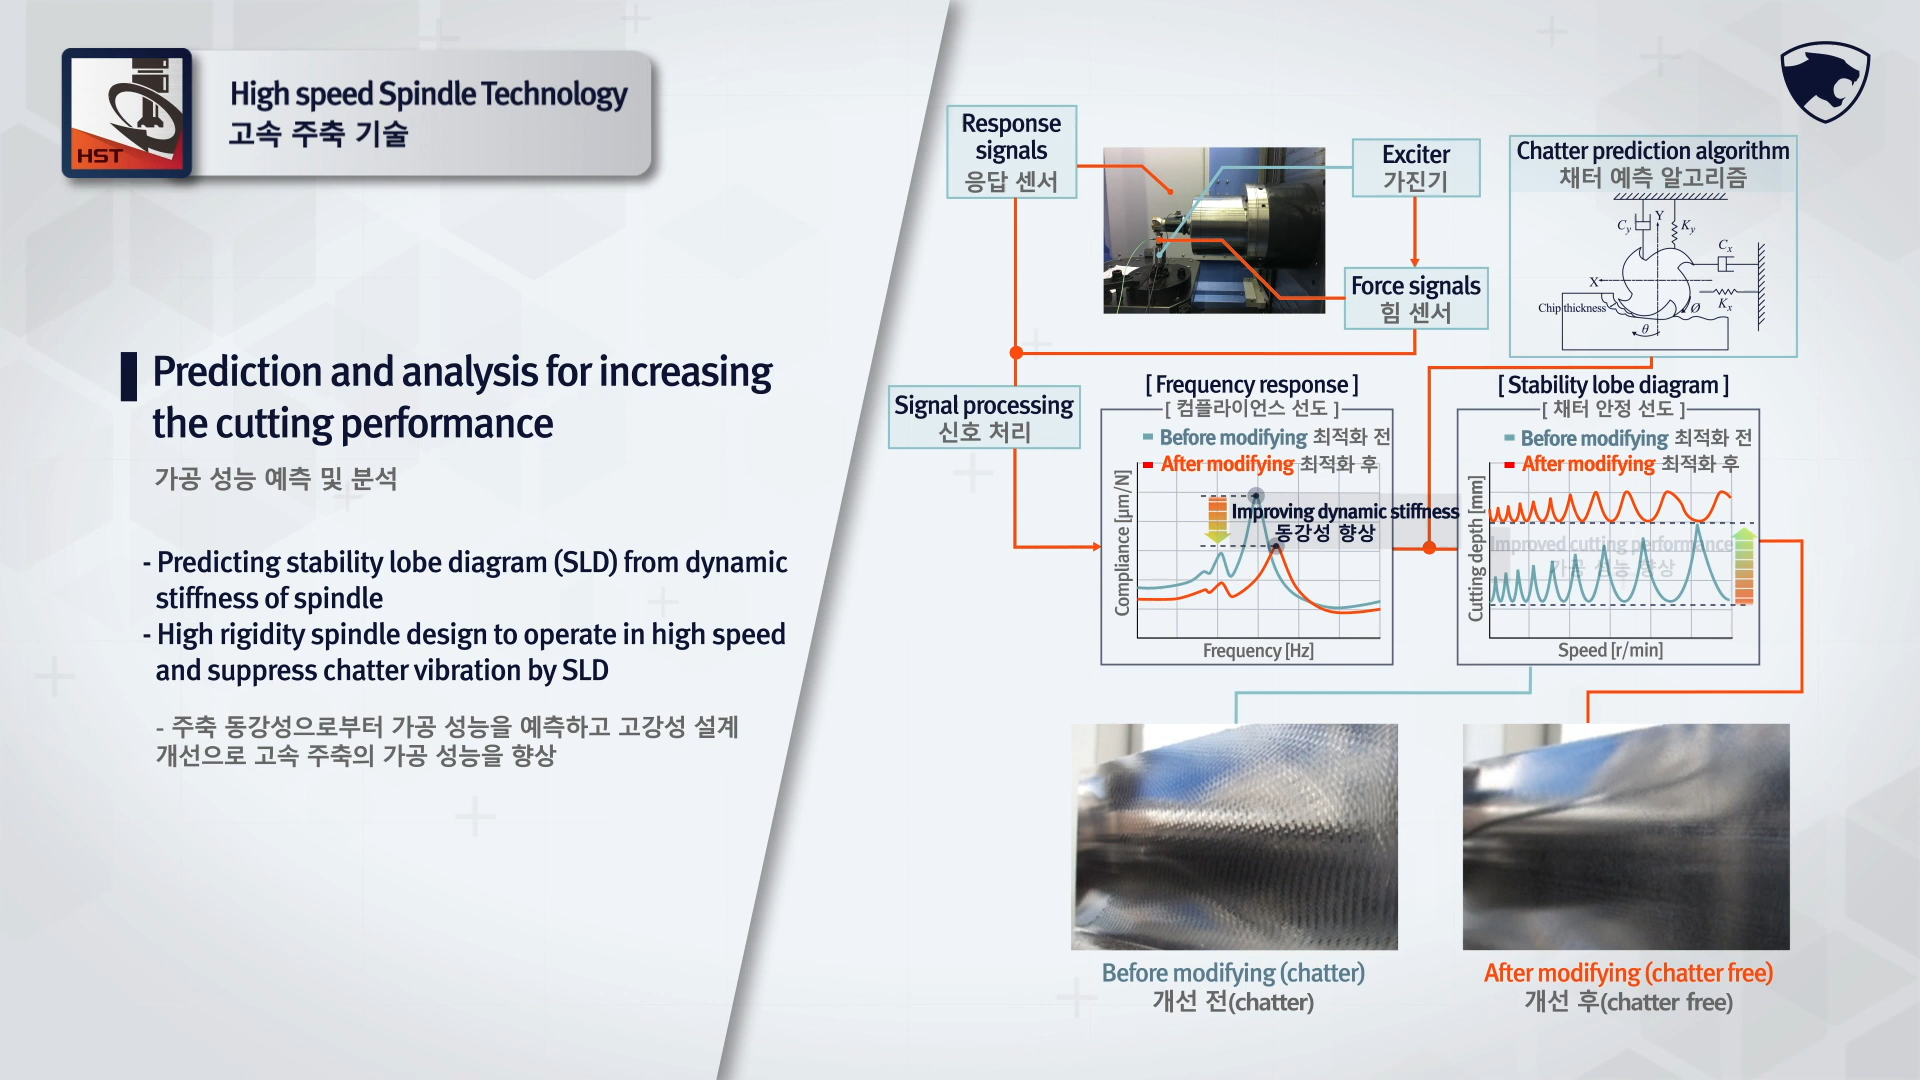 High speed Spindle Technology
고속 주축 기술
HST
Prediction and analysis for increasing
the cutting performance
가공 성능 예측 및 분석
- Predicting stability lobe diagram (SLD) from dynamic
stiffness of spindle
- High rigidity spindle design to operate in high speed
and suppress chatter vibration by SLD
- 주축 동강성으로부터 가공 성능을 예측하고 고강성 설계
개선으로 고속 주축의 가공 성능을 향상
Response
signals
응답 센서
Exciter
가진기
Force signals
힘 센서
Chatter prediction algorithm
채터 예측 알고리즘
Cy
Y
Ky
Cx
X
Kx
Chip thickness
Ø
θ
Signal processing
신호 처리
[ Frequency response ]
[ 컴플라이언스 선도 ]
Before modifying 최적화 전
After modifying 최적화 후
Compliance [μm/N]
Improving dynamic stiffness
동강성 향상
Frequency [Hz]
[ Stability lobe diagram ]
[ 채터 안정 선도 ]
Before modifying 최적화 전
After modifying 최적화 후
Cutting depth [mm]
Improved cutting performance
가공 성능 향상
Speed [r/min]
Before modifying (chatter)
개선 전(chatter)
After modifying (chatter free)
개선 후(chatter free)